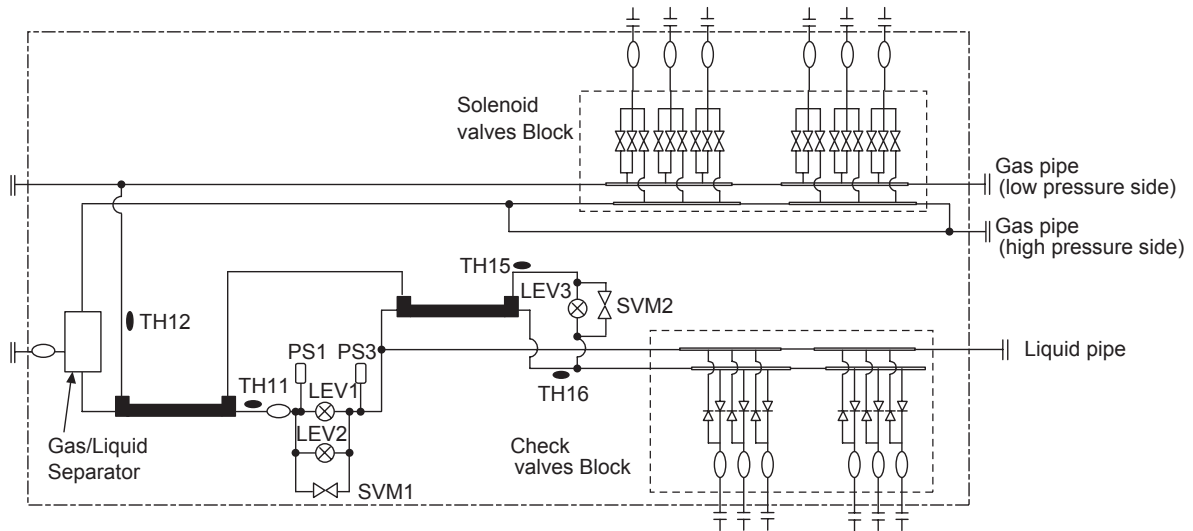 Solenoid
valves Block
Gas pipe
(low pressure side)
Gas pipe
(high pressure side)
TH15
LEV3
SVM2
TH12
PS1
PS3
Liquid pipe
TH11
LEV1
TH16
LEV2
Gas/Liquid
Separator
Check
valves Block
SVM1